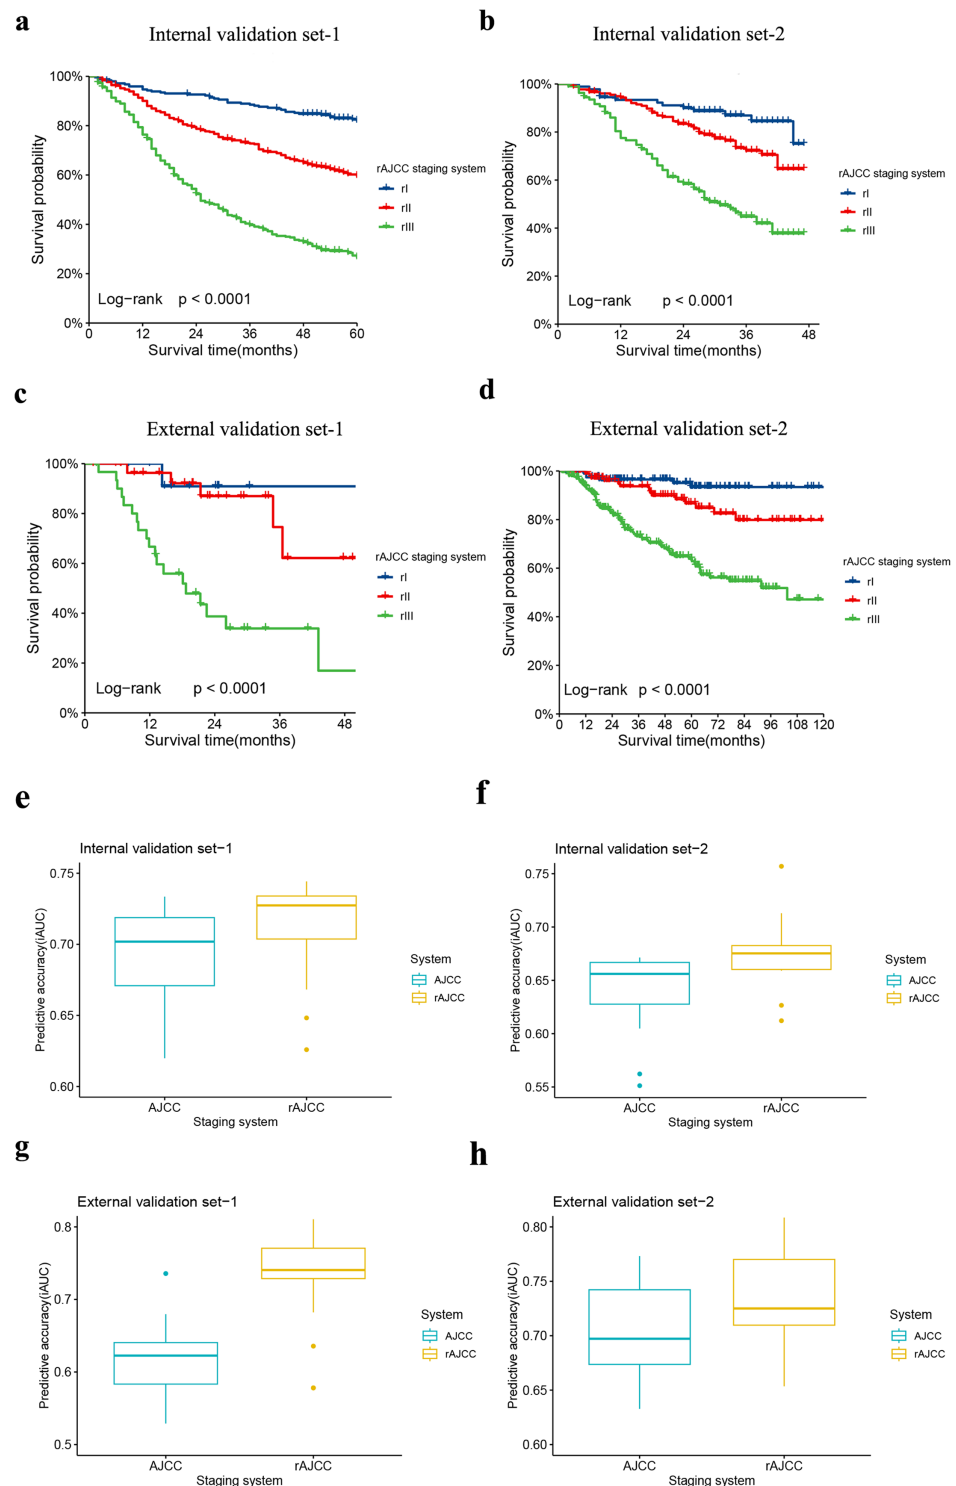 a
Internal validation set-1
100%
80%
60%
40%
20%
0%
Survival probability
Log−rank p < 0.0001
0 12 24 36 48 60
Survival time(months)
rAJCC staging system
rI
rII
rIII
b
Internal validation set-2
100%
80%
60%
40%
20%
0%
Survival probability
Log−rank p < 0.0001
0 12 24 36 48
Survival time(months)
rAJCC staging system
rI
rII
rIII
c
External validation set-1
100%
80%
60%
40%
20%
0%
Survival probability
Log−rank p < 0.0001
0 12 24 36 48
Survival time(months)
rAJCC staging system
rI
rII
rIII
d
External validation set-2
100%
80%
60%
40%
20%
0%
Survival probability
Log−rank p < 0.0001
0 12 24 36 48 60 72 84 96 108 120
Survival time(months)
rAJCC staging system
rI
rII
rIII
e
Internal validation set−1
0.75
0.70
0.65
0.60
Predictive accuracy(iAUC)
AJCC rAJCC
Staging system
System
AJCC
rAJCC
f
Internal validation set−2
0.75
0.70
0.65
0.60
0.55
Predictive accuracy(iAUC)
AJCC rAJCC
Staging system
System
AJCC
rAJCC
g
External validation set−1
0.8
0.7
0.6
0.5
Predictive accuracy(iAUC)
AJCC rAJCC
Staging system
System
AJCC
rAJCC
h
External validation set−2
0.80
0.75
0.70
0.65
0.60
Predictive accuracy(iAUC)
AJCC rAJCC
Staging system
System
AJCC
rAJCC